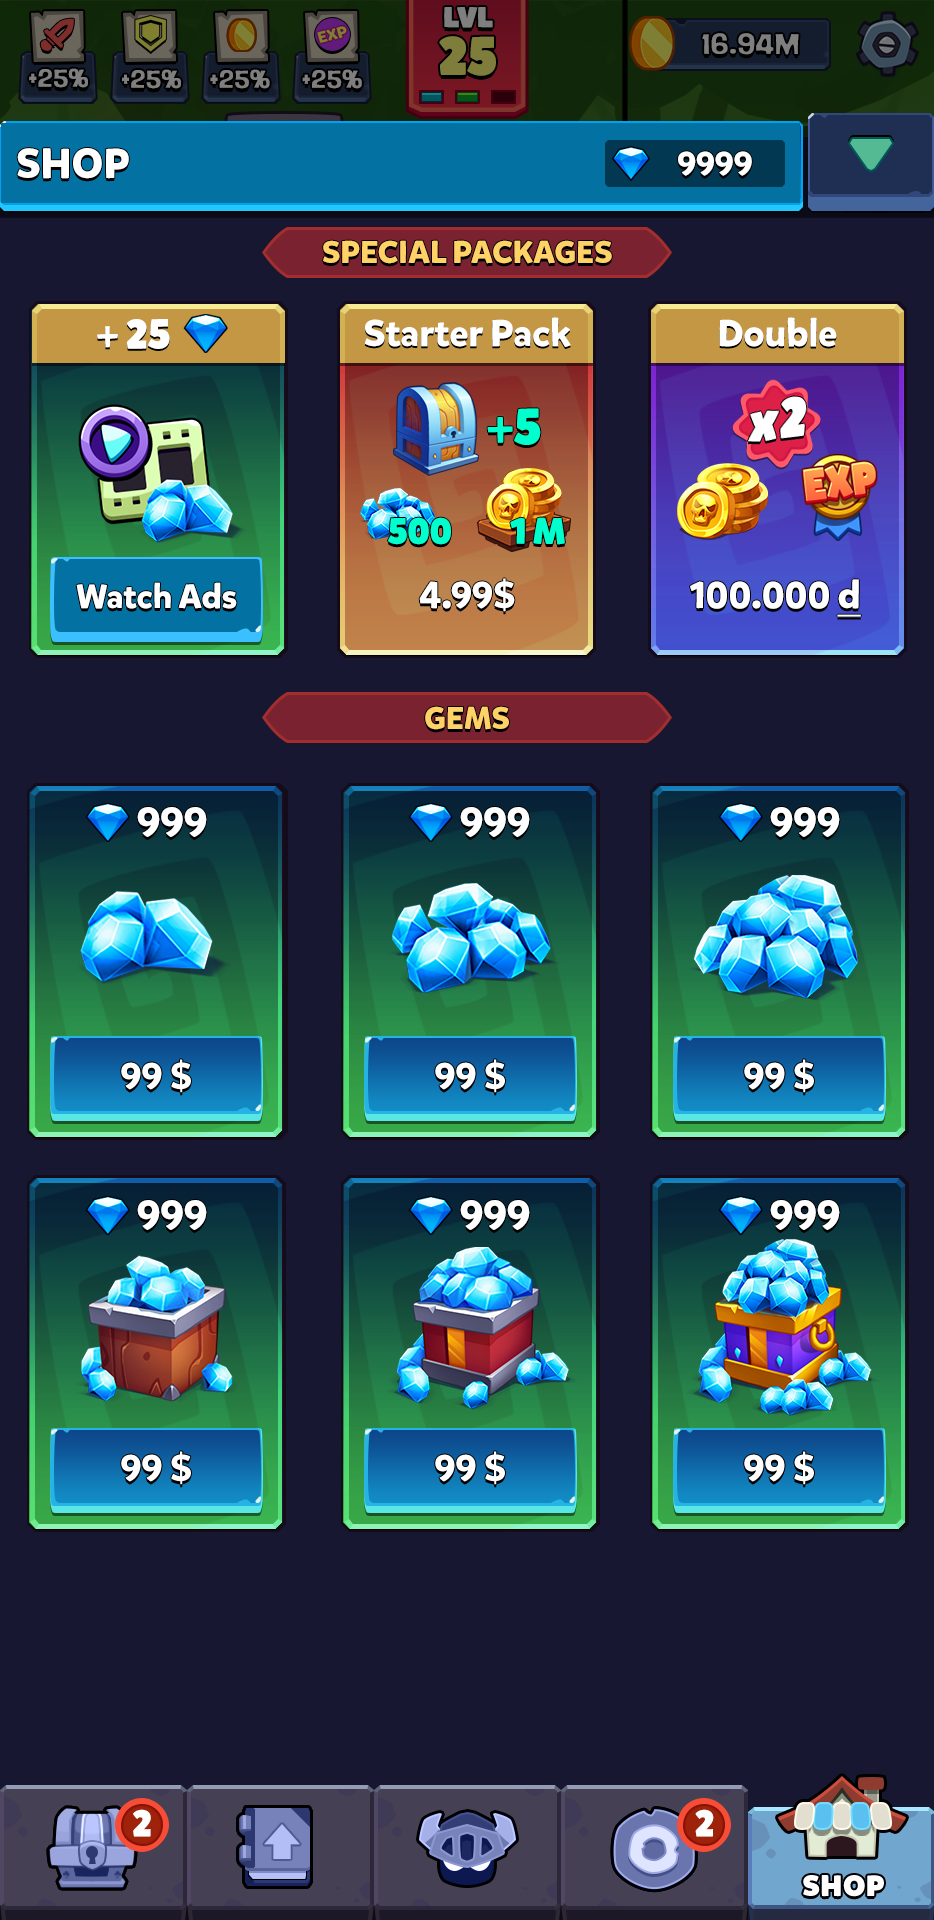 LVL
25
+25%
+25%
+25%
EXP
+25%
16.94M
SHOP
9999
SPECIAL PACKAGES
+ 25
Starter Pack
Double
+5
x2
EXP
500
1M
Watch Ads
4.99$
100.000 đ
GEMS
999
999
999
99 $
99 $
99 $
999
999
999
99 $
99 $
99 $
2
2
SHOP